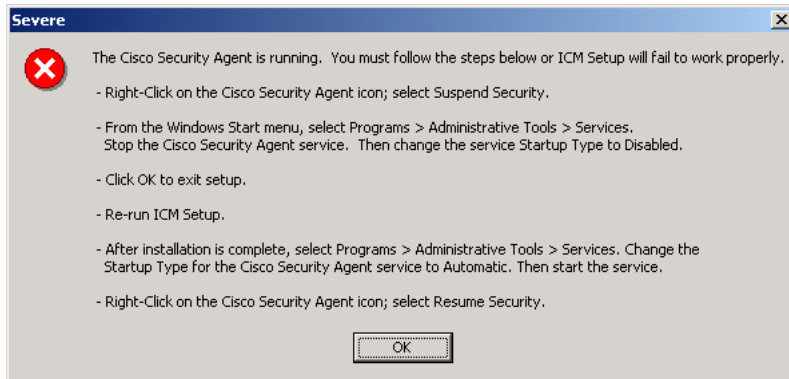 Severe
The Cisco Security Agent is running. You must follow the steps below or ICM Setup will fail to work properly.
- Right-Click on the Cisco Security Agent icon; select Suspend Security.
- From the Windows Start menu, select Programs > Administrative Tools > Services.
Stop the Cisco Security Agent service. Then change the service Startup Type to Disabled.
- Click OK to exit setup.
- Re-run ICM Setup.
- After installation is complete, select Programs > Administrative Tools > Services. Change the
Startup Type for the Cisco Security Agent service to Automatic. Then start the service.
- Right-Click on the Cisco Security Agent icon; select Resume Security.
OK